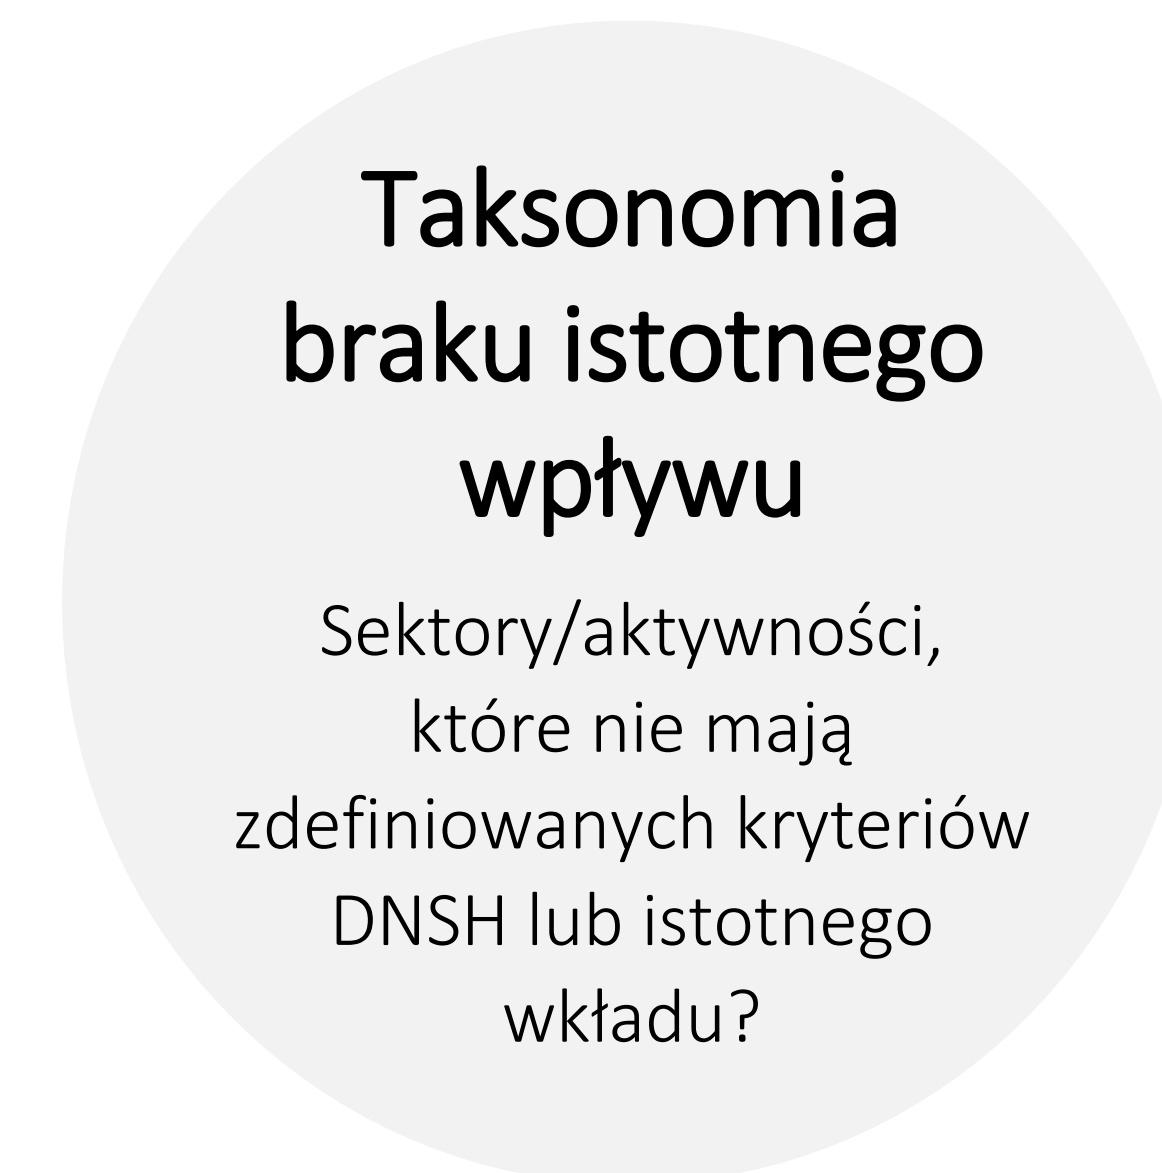 Taksonomia
braku istotnego
wpływu
Sektory/aktywności,
które nie mają
zdefiniowanych kryteriów
DNSH lub istotnego
wkładu?